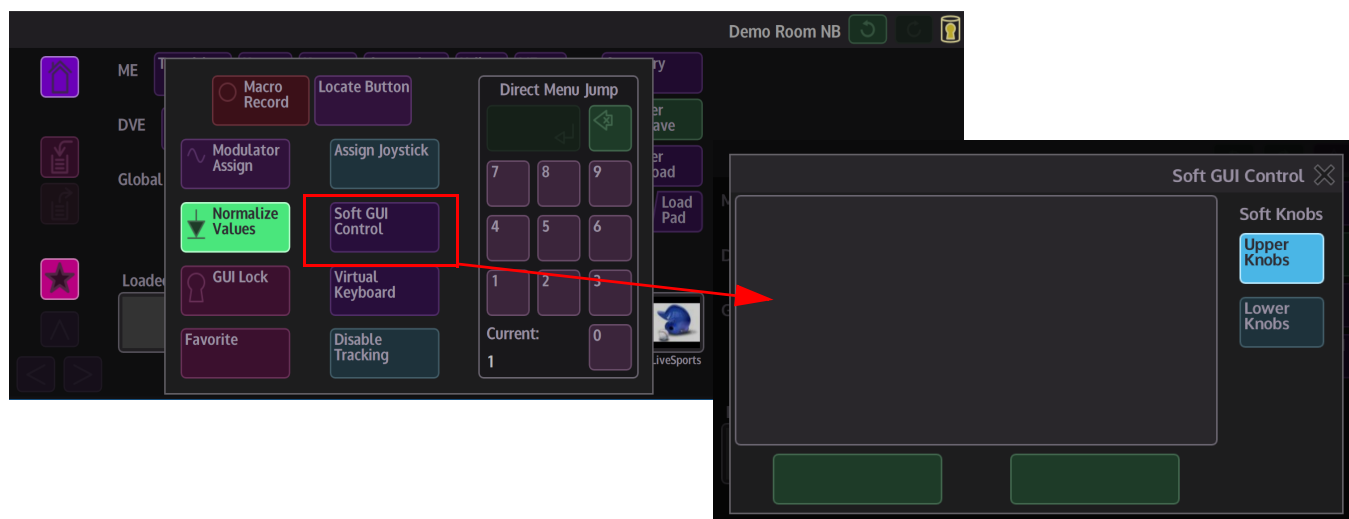 Demo Room NB
ME
DVE
Global
Macro
Record
Locate Button
Direct Menu Jump
Modulator
Assign
Assign Joystick
7
8
9
Normalize
Values
Soft GUI
Control
4
5
6
Load
Pad
GUI Lock
Virtual
Keyboard
1
2
3
Favorite
Disable
Tracking
Current:
1
0
LiveSports
Soft GUI Control
Soft Knobs
Upper
Knobs
Lower
Knobs